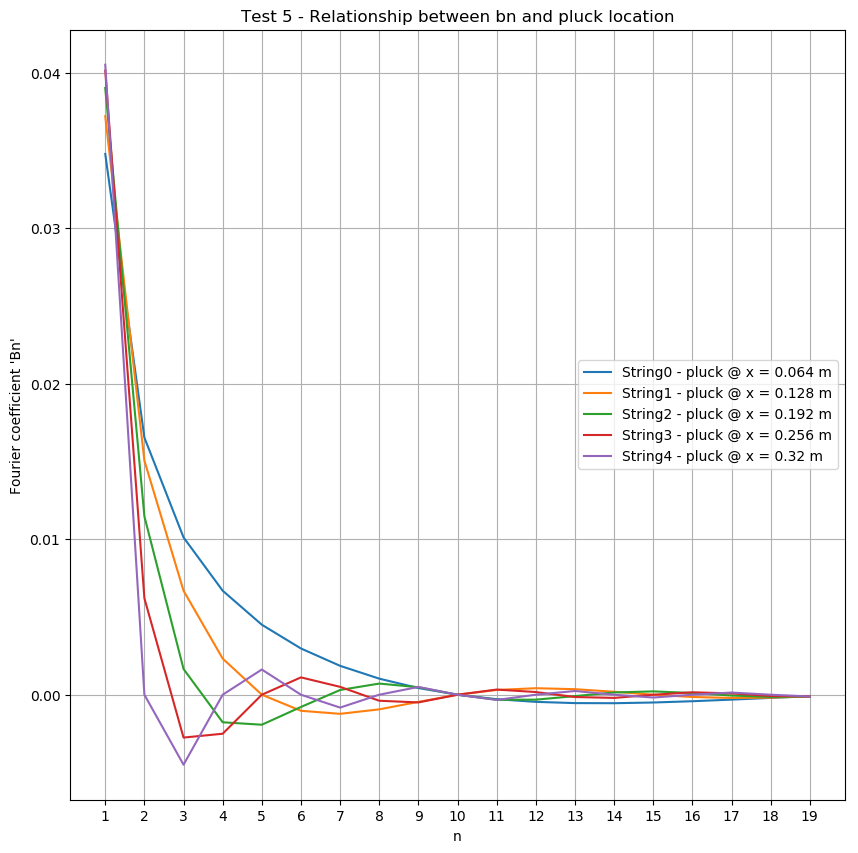 Test 5 - Relationship between bn and pluck location
0.04
0.03
0.02
0.01
0.00
Fourier coefficient 'Bn'
String0 - pluck @ x = 0.064 m
String1 - pluck @ x = 0.128 m
String2 - pluck @ x = 0.192 m
String3 - pluck @ x = 0.256 m
String4 - pluck @ x = 0.32 m
1 2 3 4 5 6 7 8 9 10 11 12 13 14 15 16 17 18 19
n